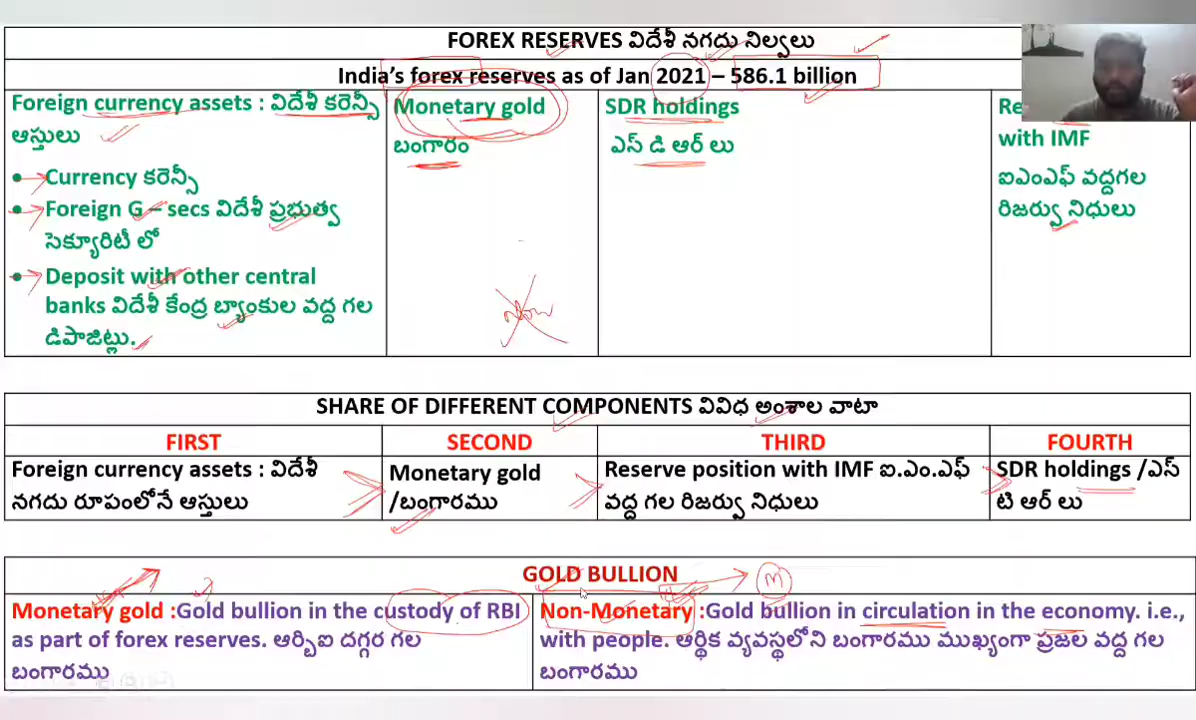 FOREX RESERVES విదేశీ నగదు నిల్వలు
India's forex reserves as of Jan 2021 – 586.1 billion
Foreign currency assets : విదేశీ కరెన్సీ
ఆస్తులు
Currency కరెన్సీ
Foreign G – secs విదేశీ ప్రభుత్వ
సెక్యూరిటీ లో
Deposit with other central
banks విదేశీ కేంద్ర బ్యాంకుల వద్ద గల
డిపాజిట్లు.
Monetary gold
బంగారం
SDR holdings
ఎస్ డి ఆర్ లు
with IMF
ఐఎంఎఫ్ వద్దగల
రిజర్వు నిధులు
SHARE OF DIFFERENT COMPONENTS వివిధ అంశాల వాటా
FIRST
SECOND
THIRD
FOURTH
Foreign currency assets : విదేశీ
నగదు రూపంలోనే ఆస్తులు
Monetary gold
/బంగారము
Reserve position with IMF ఐ.ఎం.ఎఫ్
వద్ద గల రిజర్వు నిధులు
SDR holdings /ఎస్
టి ఆర్ లు
GOLD BULLION
Monetary gold :Gold bullion in the custody of RBI
as part of forex reserves. ఆర్బిఐ దగ్గర గల
బంగారము
Non-Monetary :Gold bullion in circulation in the economy. i.e.,
with people. ఆర్థిక వ్యవస్థలోని బంగారము ముఖ్యంగా ప్రజల వద్ద గల
బంగారము